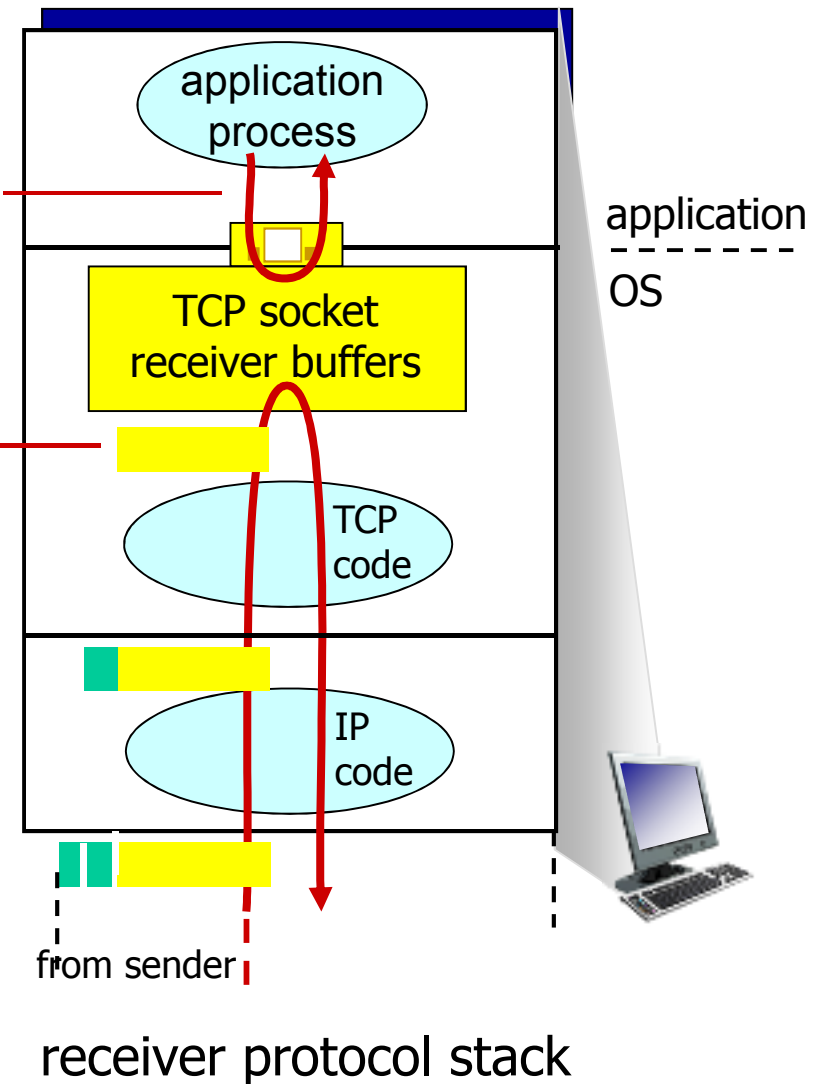 application
process
application
OS
TCP socket
receiver buffers
TCP
code
IP
code
from sender
receiver protocol stack